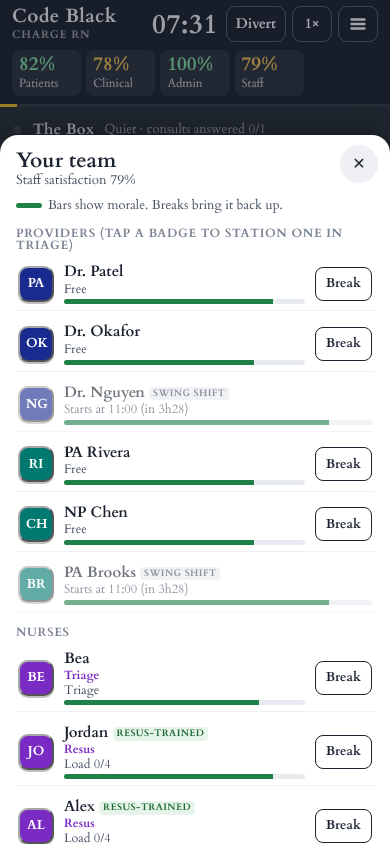 Code Black
CHARGE RN
07:31
Divert
1×
82%
Patients
78%
Clinical
100%
Admin
79%
Staff
The Box Quiet · consults answered 0/1
Your team
Staff satisfaction 79%
×
Bars show morale. Breaks bring it back up.
PROVIDERS (TAP A BADGE TO STATION ONE IN
TRIAGE)
PA
Dr. Patel
Free
Break
OK
Dr. Okafor
Free
Break
NG
Dr. Nguyen SWING SHIFT
Starts at 11:00 (in 3h28)
RI
PA Rivera
Free
Break
CH
NP Chen
Free
Break
BR
PA Brooks SWING SHIFT
Starts at 11:00 (in 3h28)
NURSES
BE
Bea
Triage
Triage
Break
JO
Jordan RESUS-TRAINED
Resus
Load 0/4
Break
AL
Alex RESUS-TRAINED
Resus
Load 0/4
Break